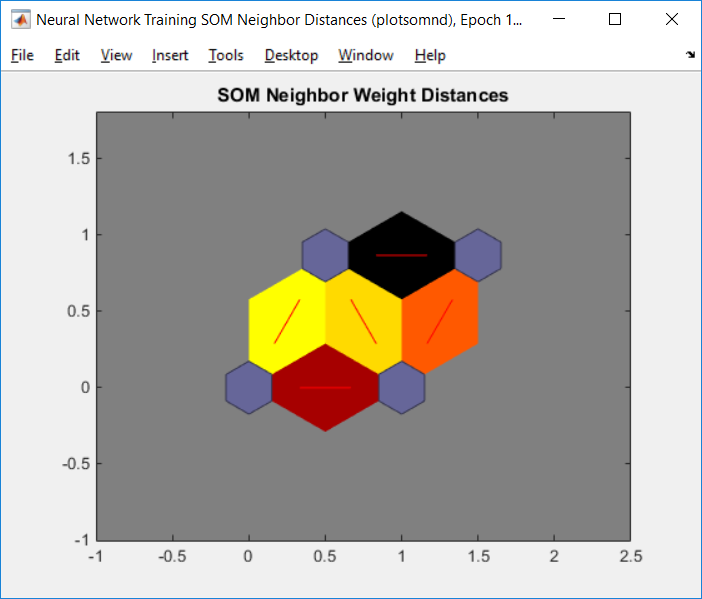 Neural Network Training SOM Neighbor Distances (plotsomnd), Epoch 1...
File Edit View Insert Tools Desktop Window Help
SOM Neighbor Weight Distances
1.5
1
0.5
0
-0.5
-1
-1 -0.5 0 0.5 1 1.5 2 2.5